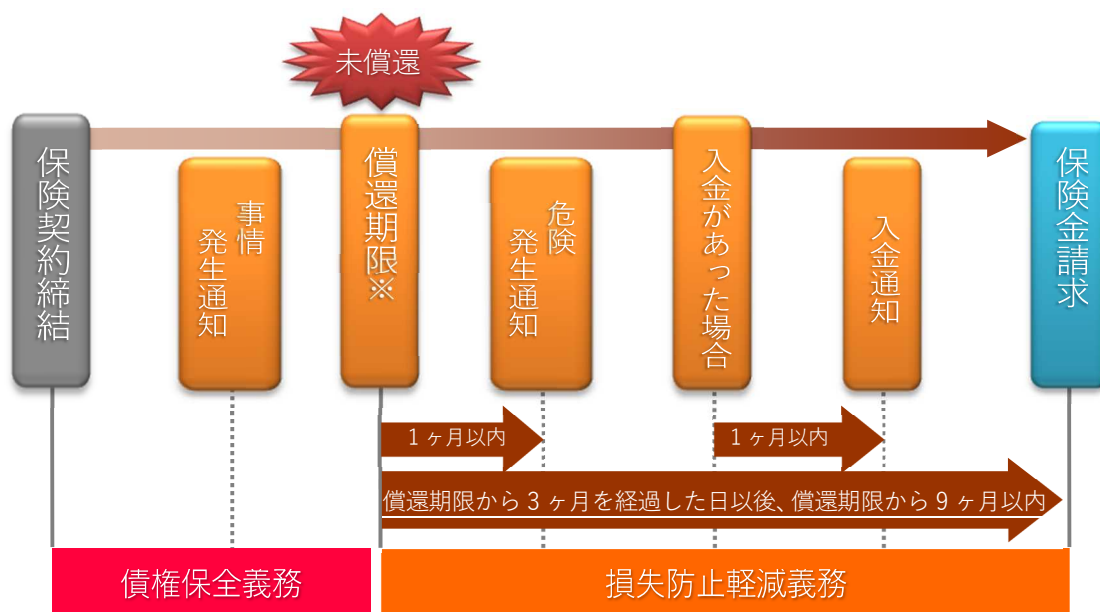 未償還
保険契約締結
事情
発生通知
償還期限※
危険
発生通知
入金があった場合
入金通知
保険金請求
1ヶ月以内
1ヶ月以内
償還期限から3ヶ月を経過した日以後、償還期限から9ヶ月以内
債権保全義務
損失防止軽減義務